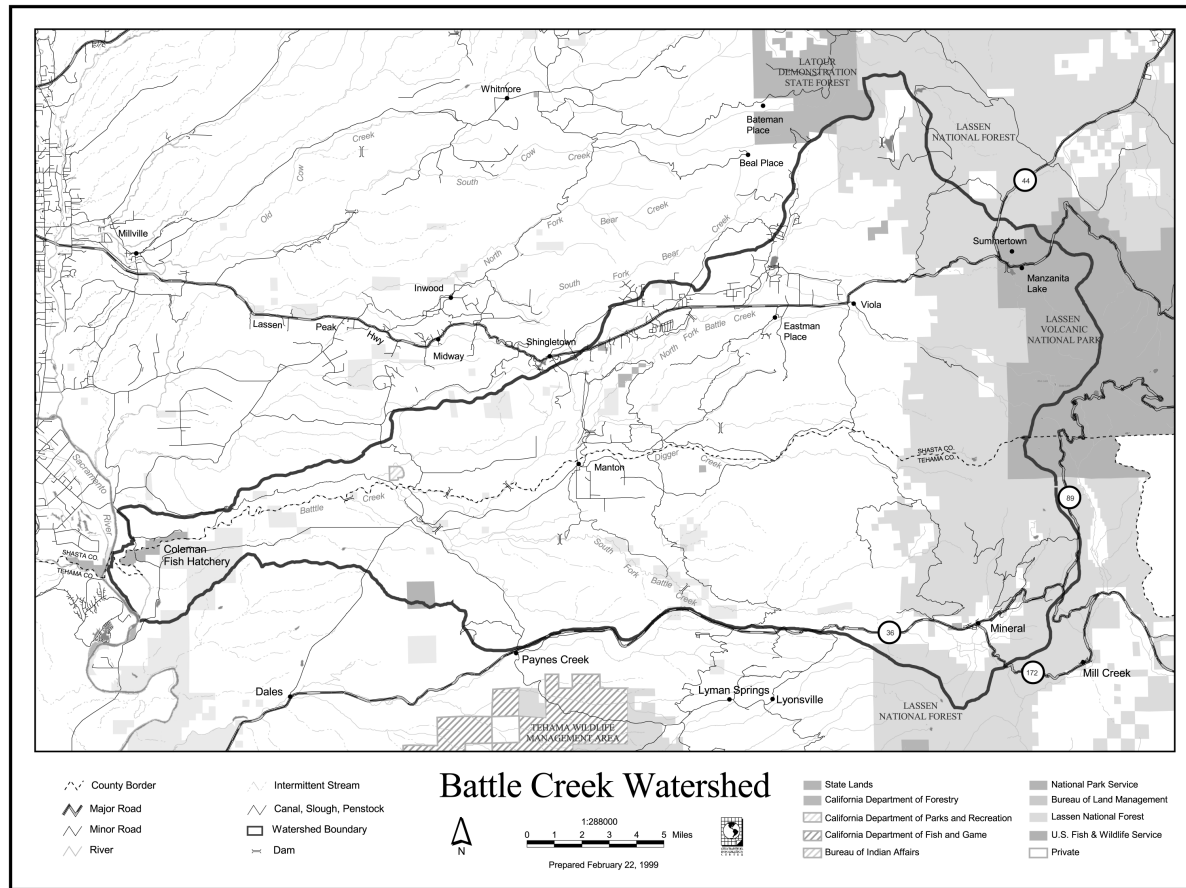 LATOUR
DEMONSTRATION
STATE FOREST
Whitmore
Bateman
Place
Creek
LASSEN
NATIONAL FOREST
Cow
Beal Place
Creek
Cow
South
44
Old
Fork
Bear
Creek
Creek
Millville
North
Bear
Summertown
Fork
South
Manzanita
Lake
Inwood
Viola
Lassen
Peak
Hwy
Creek
Battle
Fork
North
Eastman
Place
LASSEN
VOLCANIC
NATIONAL PARK
Shingletown
Midway
SHASTA CO.
TEHAMA CO.
Digger
Creek
Manton
Sacramento
River
89
Creek
Batttle
Coleman
Fish Hatchery
SHASTA CO.
TEHAMA CO.
South
Fork
Battle
Creek
36
Mineral
Paynes Creek
172
Mill Creek
Dales
Lyman Springs
Lyonsville
LASSEN
NATIONAL FOREST
TEHAMA WILDLIFE
MANAGEMENT AREA
Battle Creek Watershed
County Border
Major Road
Minor Road
River
Intermittent Stream
Canal, Slough, Penstock
Watershed Boundary
Dam
N
1:288000
0 1 2 3 4 5 Miles
Prepared February 22, 1999
State Lands
California Department of Forestry
California Department of Parks and Recreation
California Department of Fish and Game
Bureau of Indian Affairs
National Park Service
Bureau of Land Management
Lassen National Forest
U.S. Fish & Wildlife Service
Private